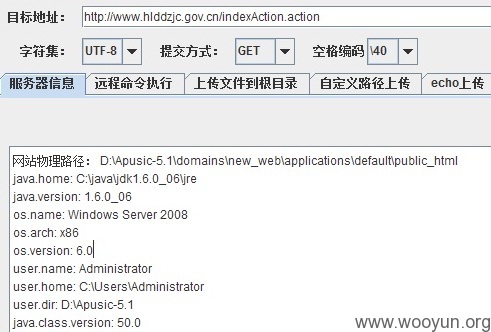 目标地址： http://www.hlddzjc.gov.cn/indexAction.action
字符集： UTF-8 提交方式： GET 空格编码 \40
服务器信息 远程命令执行 上传文件到根目录 自定义路径上传 echo上传
网站物理路径： D:\Apusic-5.1\domains\new_web\applications\default\public_html
java.home: C:\java\jdk1.6.0_06\jre
java.version: 1.6.0_06
os.name: Windows Server 2008
os.arch: x86
os.version: 6.0
user.name: Administrator
user.home: C:\Users\Administrator
user.dir: D:\Apusic-5.1
java.class.version: 50.0
www.wooyun.org